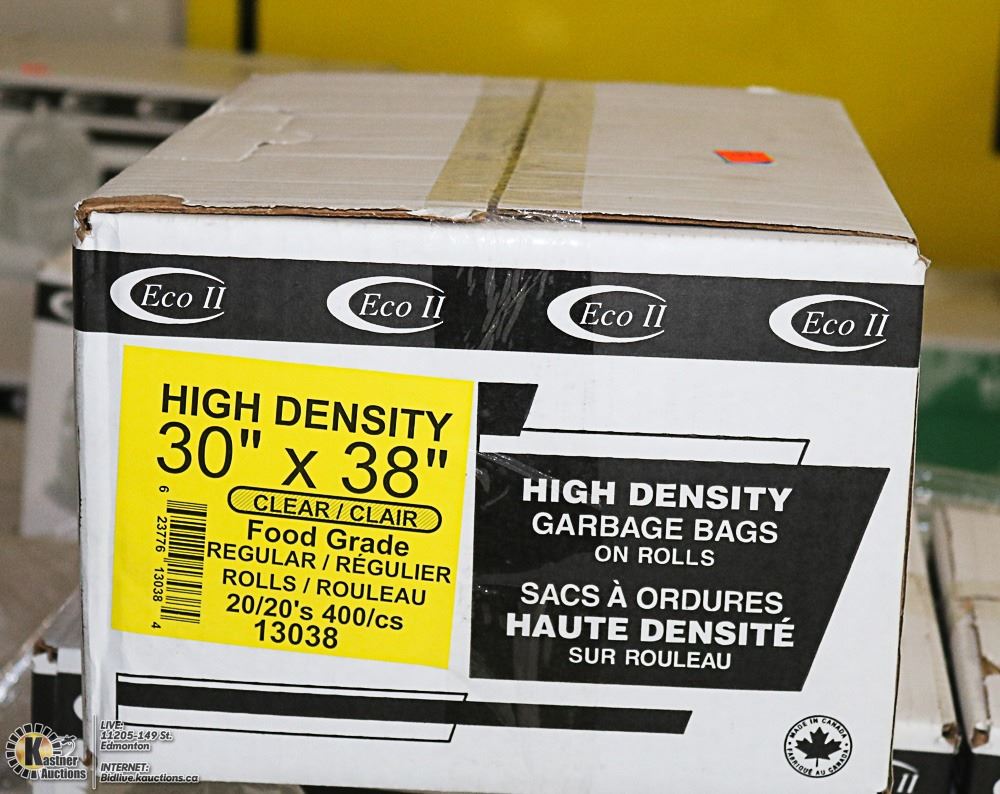 Eco II Eco II Eco II Eco II
HIGH DENSITY
30" x 38"
CLEAR / CLAIR
Food Grade
REGULAR / RÉGULIER
ROLLS / ROULEAU
20/20's 400/cs
13038
6 23776 13038 4
HIGH DENSITY
GARBAGE BAGS
ON ROLLS
SACS À ORDURES
HAUTE DENSITÉ
SUR ROULEAU
MADE IN CANADA
FABRIQUÉ AU CANADA
II
Kastner
Auctions
LIVE:
11205-149 St.
Edmonton
INTERNET:
Bidlive.kauctions.ca